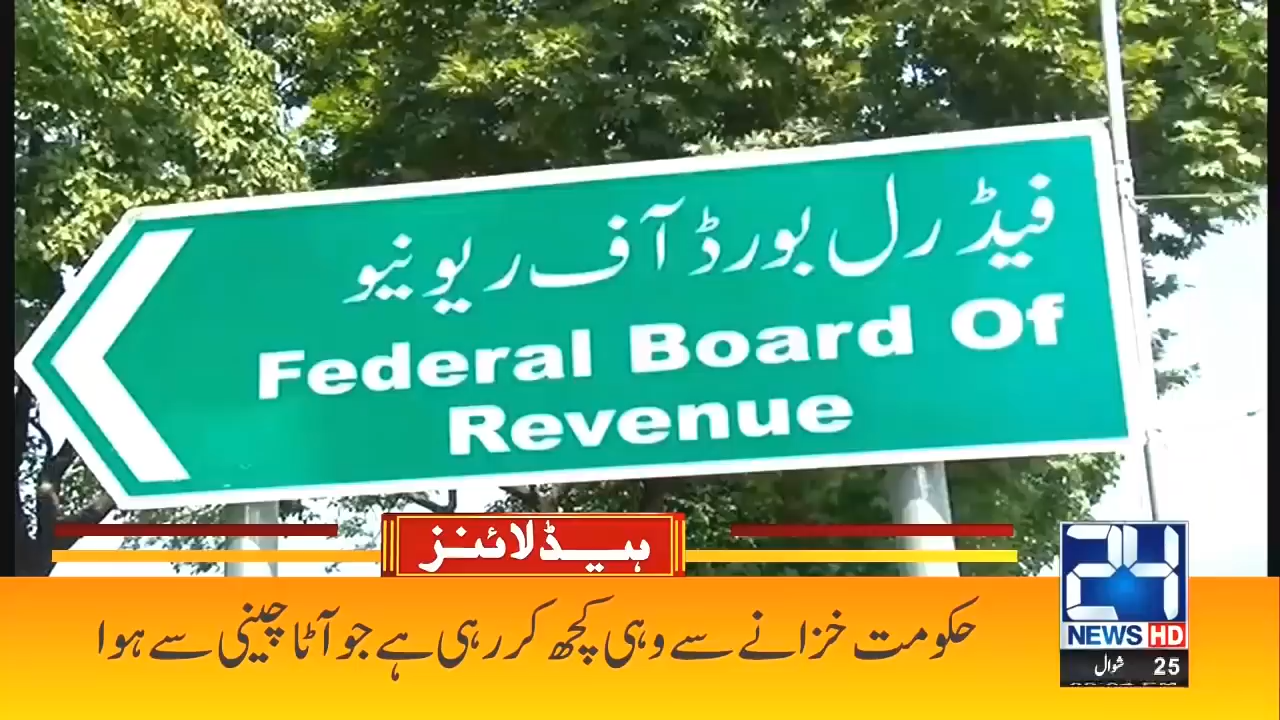 فیڈرل بورڈ آف ریونیو
Federal Board Of
Revenue
ہیڈلائنز
حکومت خزانے سے وہی کچھ کر رہی ہے جو آٹا چینی سے ہوا
24
NEWS HD
25 شوال